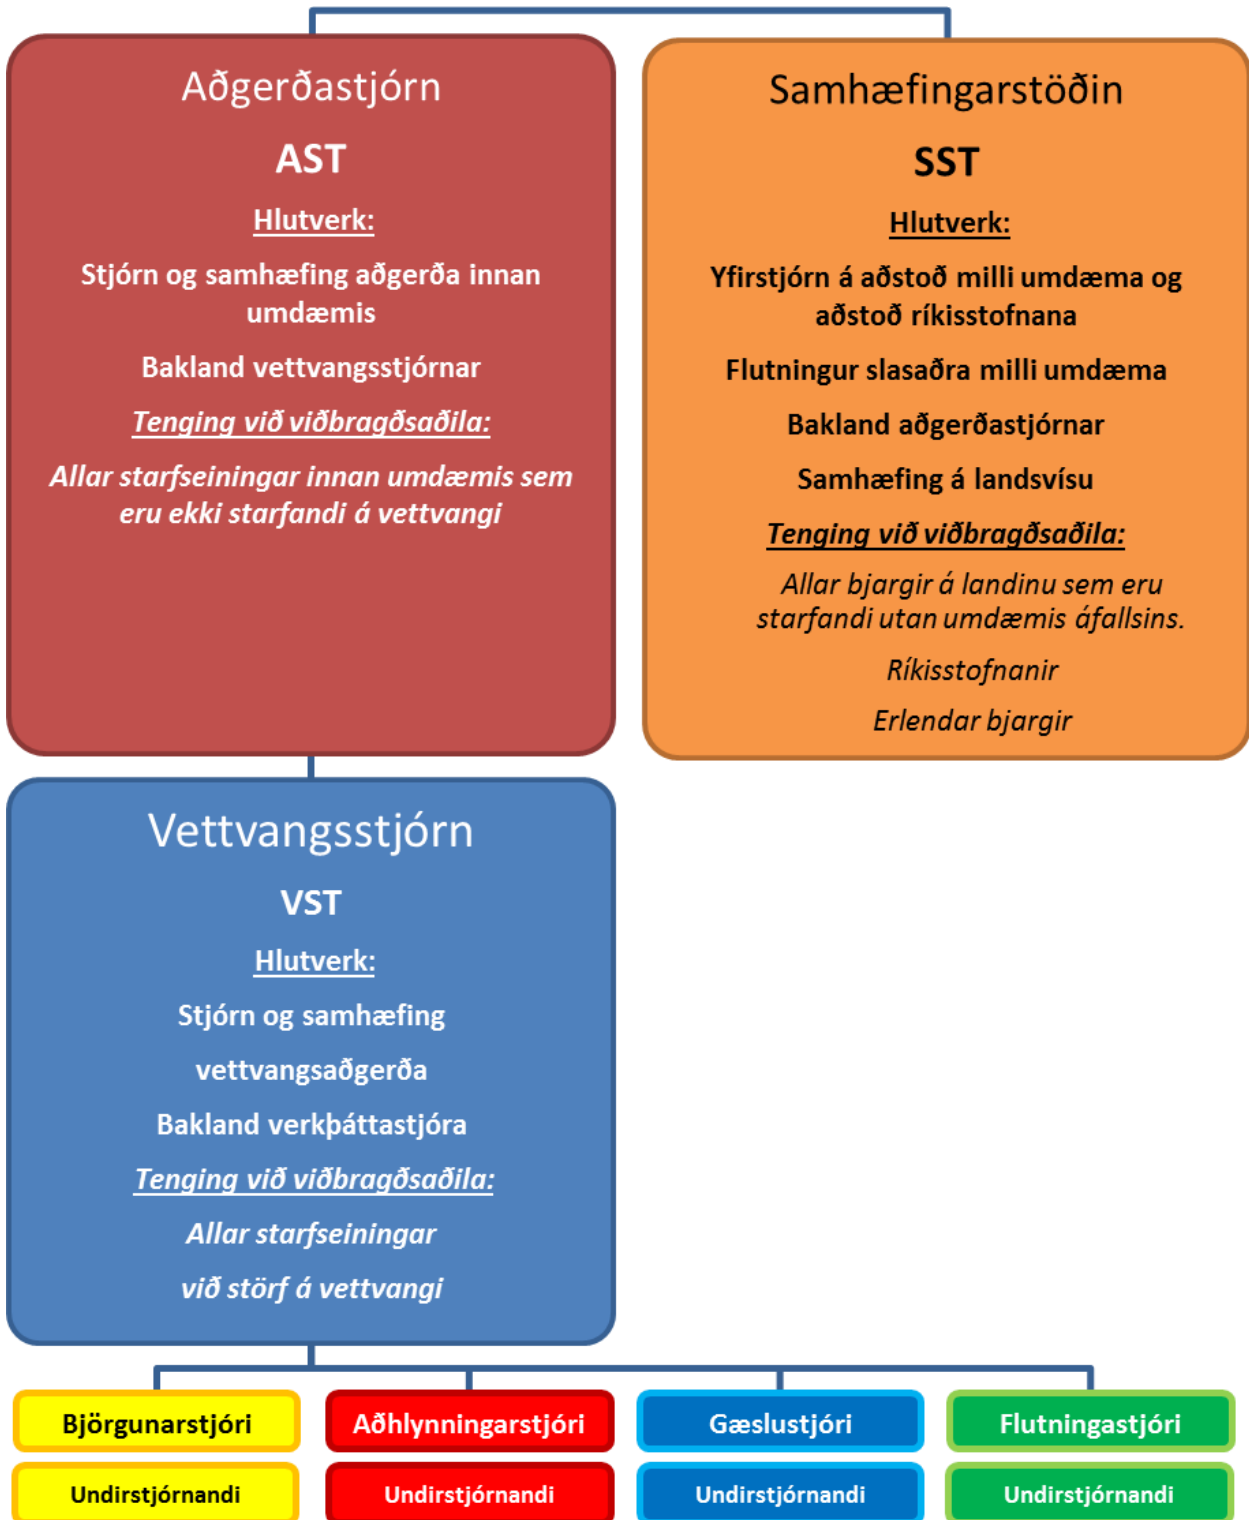 Aðgerðastjórn
AST
Hlutverk:
Stjórn og samhæfing aðgerða innan
umdæmis
Bakland vettvangsstjórnar
Tenging við viðbragðsaðila:
Allar starfseiningar innan umdæmis sem
eru ekki starfandi á vettvangi
Samhæfingarstöðin
SST
Hlutverk:
Yfirstjórn á aðstoð milli umdæma og
aðstoð ríkisstofnana
Flutningur slasaðra milli umdæma
Bakland aðgerðastjórnar
Samhæfing á landsvísu
Tenging við viðbragðsaðila:
Allar bjargir á landinu sem eru
starfandi utan umdæmis áfallsins.
Ríkisstofnanir
Erlendar bjargir
Vettvangsstjórn
VST
Hlutverk:
Stjórn og samhæfing
vettvangsaðgerða
Bakland verkþáttastjóra
Tenging við viðbragðsaðila:
Allar starfseiningar
við störf á vettvangi
Björgunarstjóri
Aðhlynningarstjóri
Gæslustjóri
Flutningastjóri
Undirstjórnandi
Undirstjórnandi
Undirstjórnandi
Undirstjórnandi